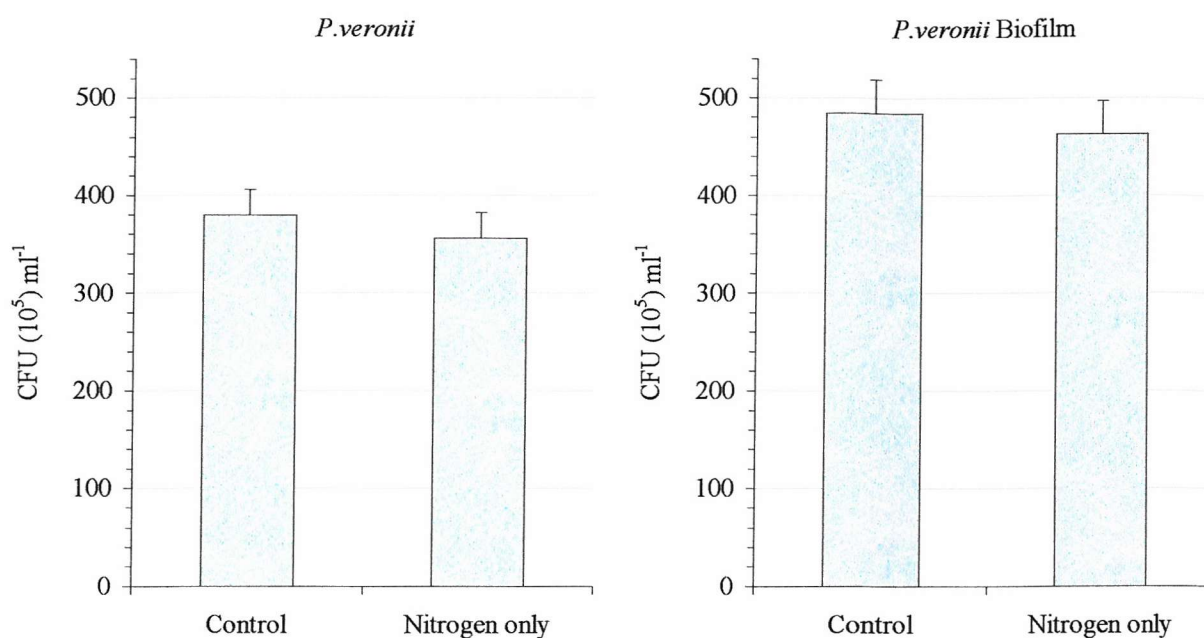 P.veronii
500
400
300
200
100
0
CFU (10⁵) ml⁻¹
Control Nitrogen only
P.veronii Biofilm
500
400
300
200
100
0
CFU (10⁵) ml⁻¹
Control Nitrogen only